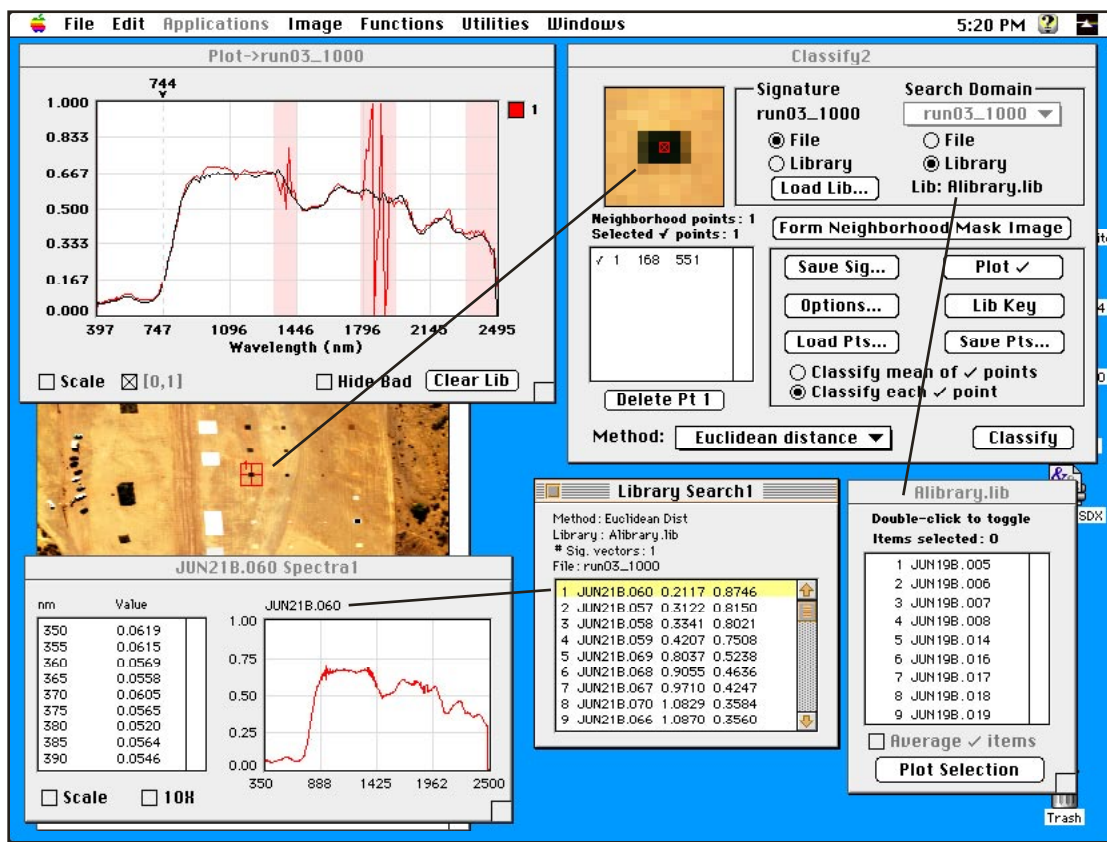 File Edit Applications Image Functions Utilities Windows 5:20 PM
Plot->run03_1000
744
1.000
0.833
0.667
0.500
0.333
0.167
0.000
397 747 1096 1446 1796 2145 2495
Wavelength (nm)
1
Scale [0,1] Hide Bad Clear Lib
Classify2
Signature
run03_1000
File
Library
Load Lib...
Search Domain
run03_1000
File
Library
Lib: Alibrary.lib
Neighborhood points: 1
Selected √ points: 1
√ 1 168 551
Delete Pt 1
Form Neighborhood Mask Image
Save Sig... Plot ✓
Options... Lib Key
Load Pts... Save Pts...
Classify mean of ✓ points
Classify each ✓ point
Method: Euclidean distance Classify
1
JUN21B.060 Spectra1
nm Value
350 0.0619
355 0.0615
360 0.0569
365 0.0558
370 0.0605
375 0.0565
380 0.0520
385 0.0564
390 0.0546
JUN21B.060
1.00
0.75
0.50
0.25
0.00
350 888 1425 1962 2500
Scale 10X
Library Search1
Method: Euclidean Dist
Library: Alibrary.lib
# Sig. vectors: 1
File: run03_1000
1 JUN21B.060 0.2117 0.8746
2 JUN21B.057 0.3122 0.8150
3 JUN21B.058 0.3341 0.8021
4 JUN21B.059 0.4207 0.7508
5 JUN21B.069 0.8037 0.5238
6 JUN21B.068 0.9055 0.4636
7 JUN21B.067 0.9710 0.4247
8 JUN21B.070 1.0829 0.3584
9 JUN21B.066 1.0870 0.3560
Alibrary.lib
Double-click to toggle
Items selected: 0
1 JUN19B.005
2 JUN19B.006
3 JUN19B.007
4 JUN19B.008
5 JUN19B.014
6 JUN19B.016
7 JUN19B.017
8 JUN19B.018
9 JUN19B.019
Average ✓ items
Plot Selection
SDX
Trash